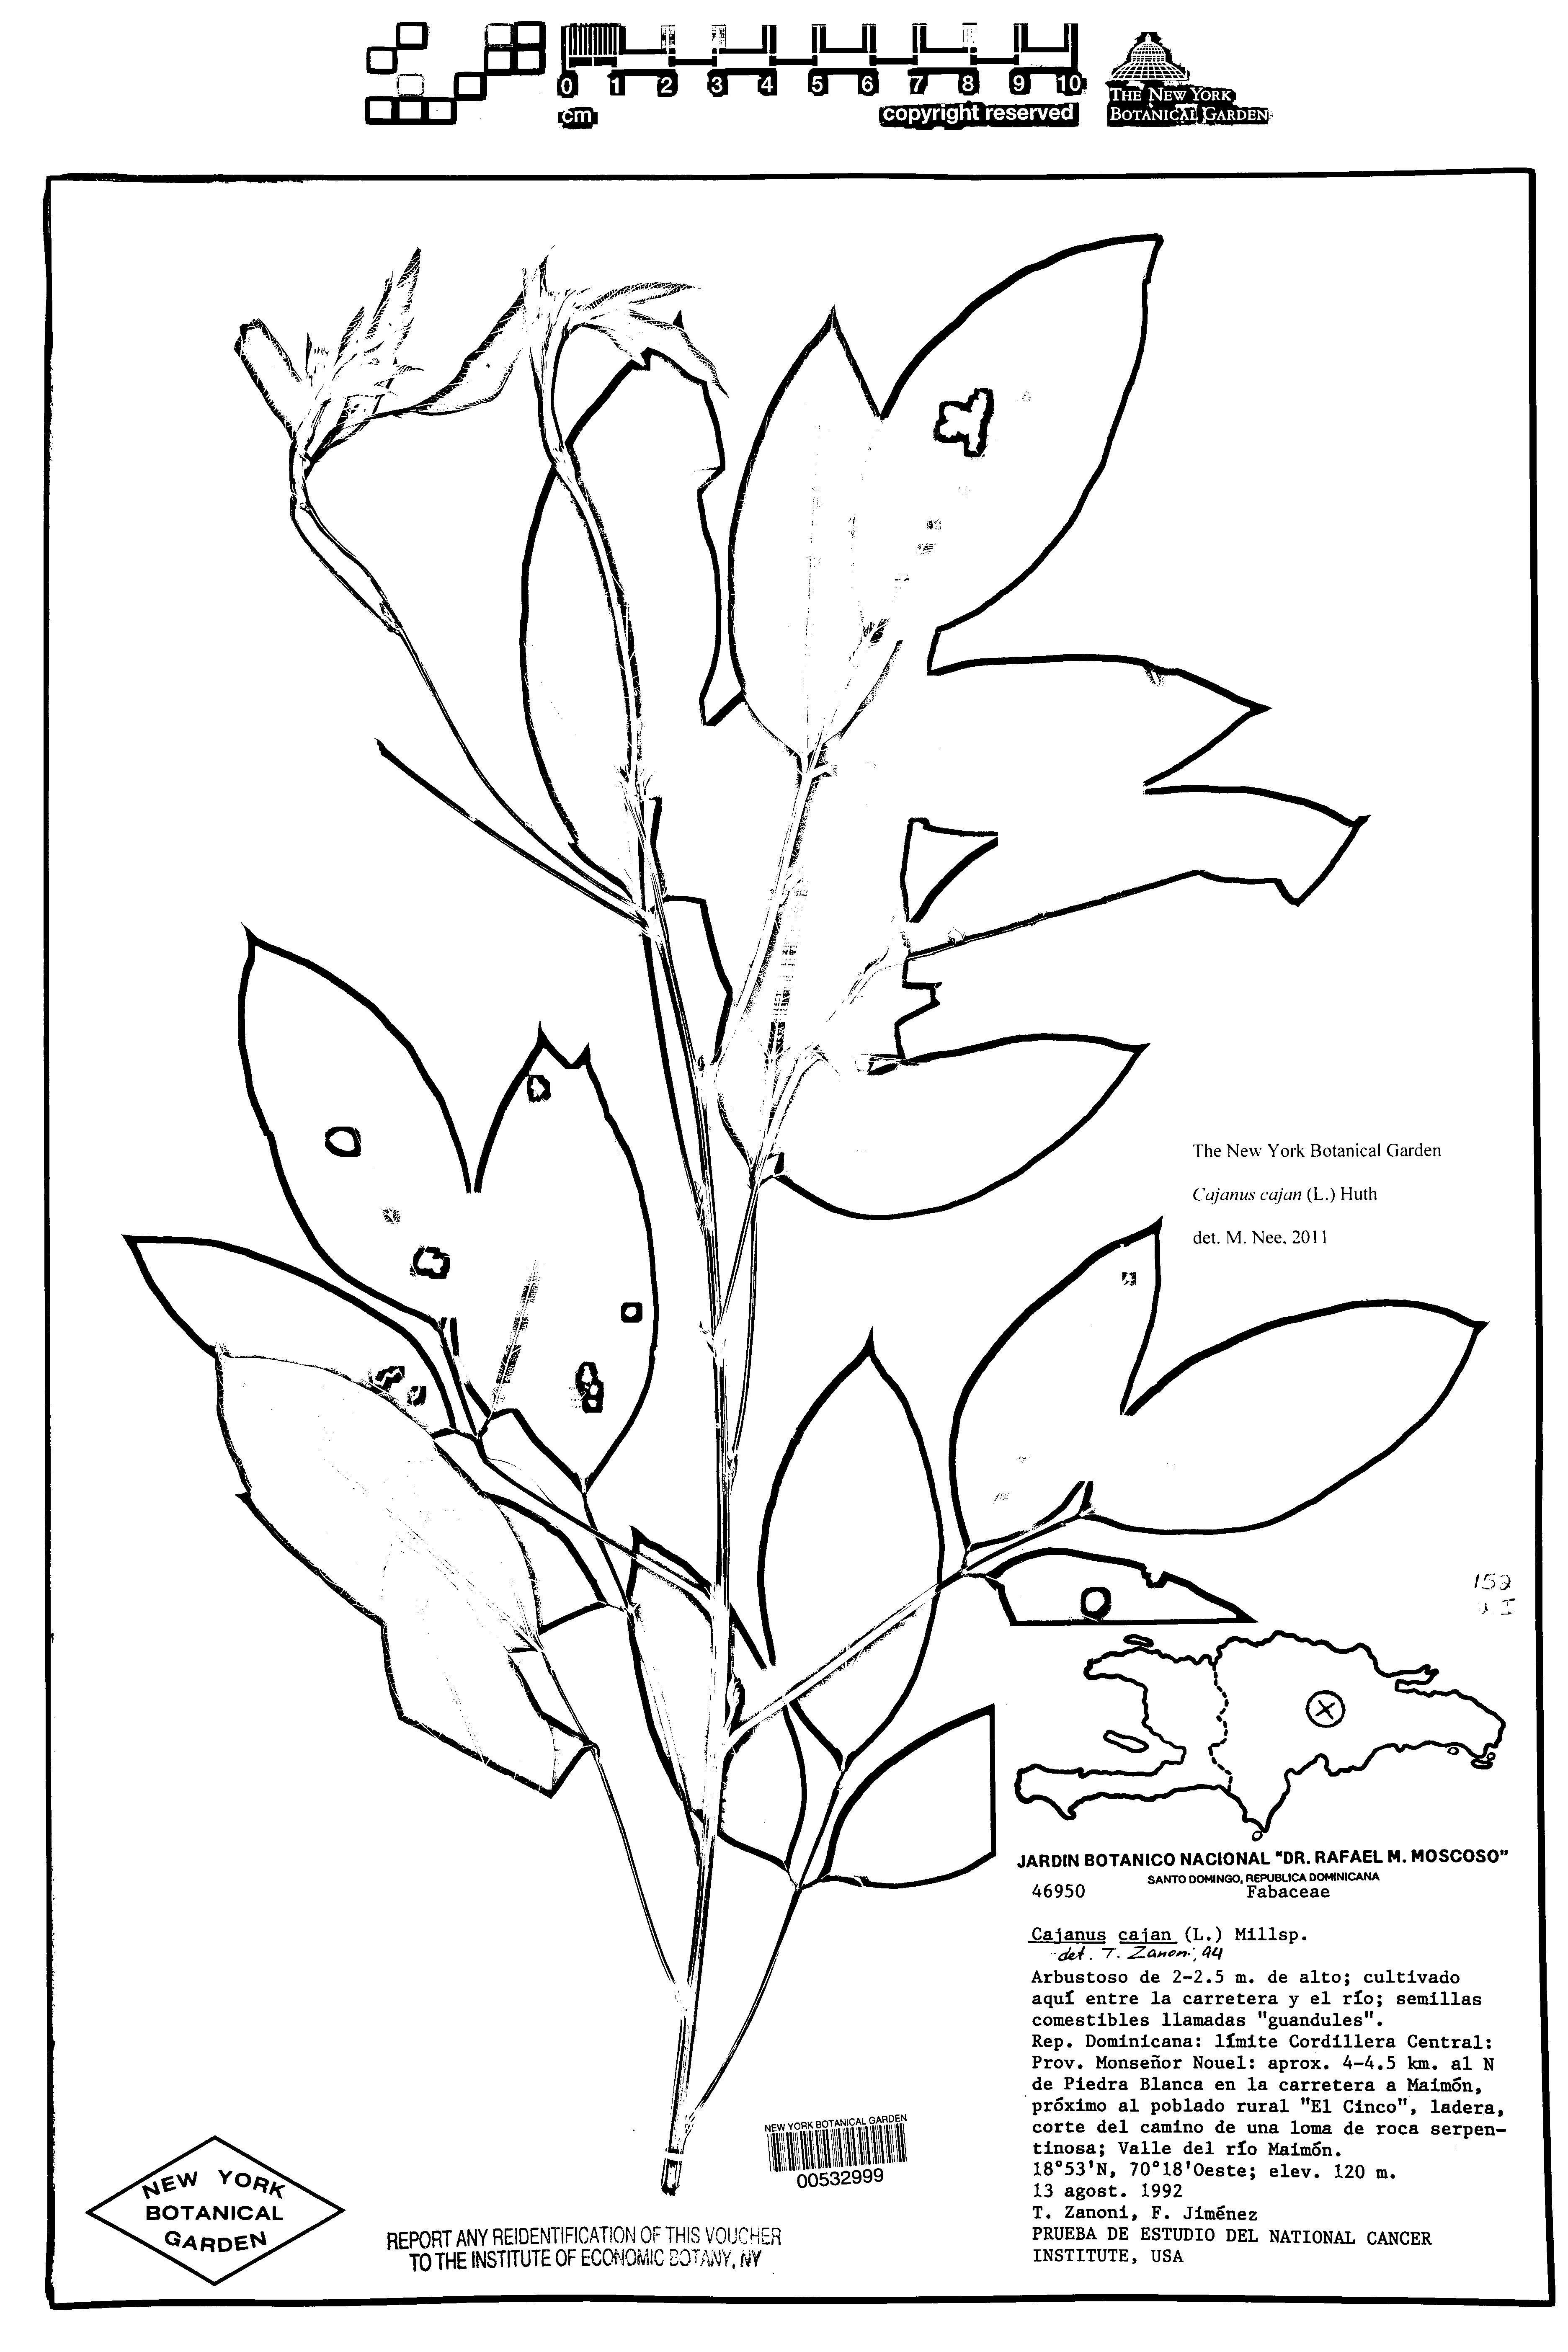 0 1 2 3 4 5 6 7 8 9 10
cm
copyright reserved
THE NEW YORK
BOTANICAL GARDEN
The New York Botanical Garden
Cajanus cajan (L.) Huth
det. M. Nee, 2011
152
JARDIN BOTANICO NACIONAL "DR. RAFAEL M. MOSCOSO"
SANTO DOMINGO, REPUBLICA DOMINICANA
46950 Fabaceae
Cajanus cajan (L.) Millsp.
det. T. Zanoni, 94
Arbustoso de 2-2.5 m. de alto; cultivado
aquí entre la carretera y el río; semillas
comestibles llamadas "guandules".
Rep. Dominicana: límite Cordillera Central:
Prov. Monseñor Nouel: aprox. 4-4.5 km. al N
de Piedra Blanca en la carretera a Maimón,
próximo al poblado rural "El Cinco", ladera,
corte del camino de una loma de roca serpen-
tinosa; Valle del río Maimón.
18°53'N, 70°18'Oeste; elev. 120 m.
13 agost. 1992
T. Zanoni, F. Jiménez
PRUEBA DE ESTUDIO DEL NATIONAL CANCER
INSTITUTE, USA
NEW YORK BOTANICAL GARDEN
00532999
NEW YORK
BOTANICAL
GARDEN
REPORT ANY REIDENTIFICATION OF THIS VOUCHER
TO THE INSTITUTE OF ECONOMIC BOTANY, NY